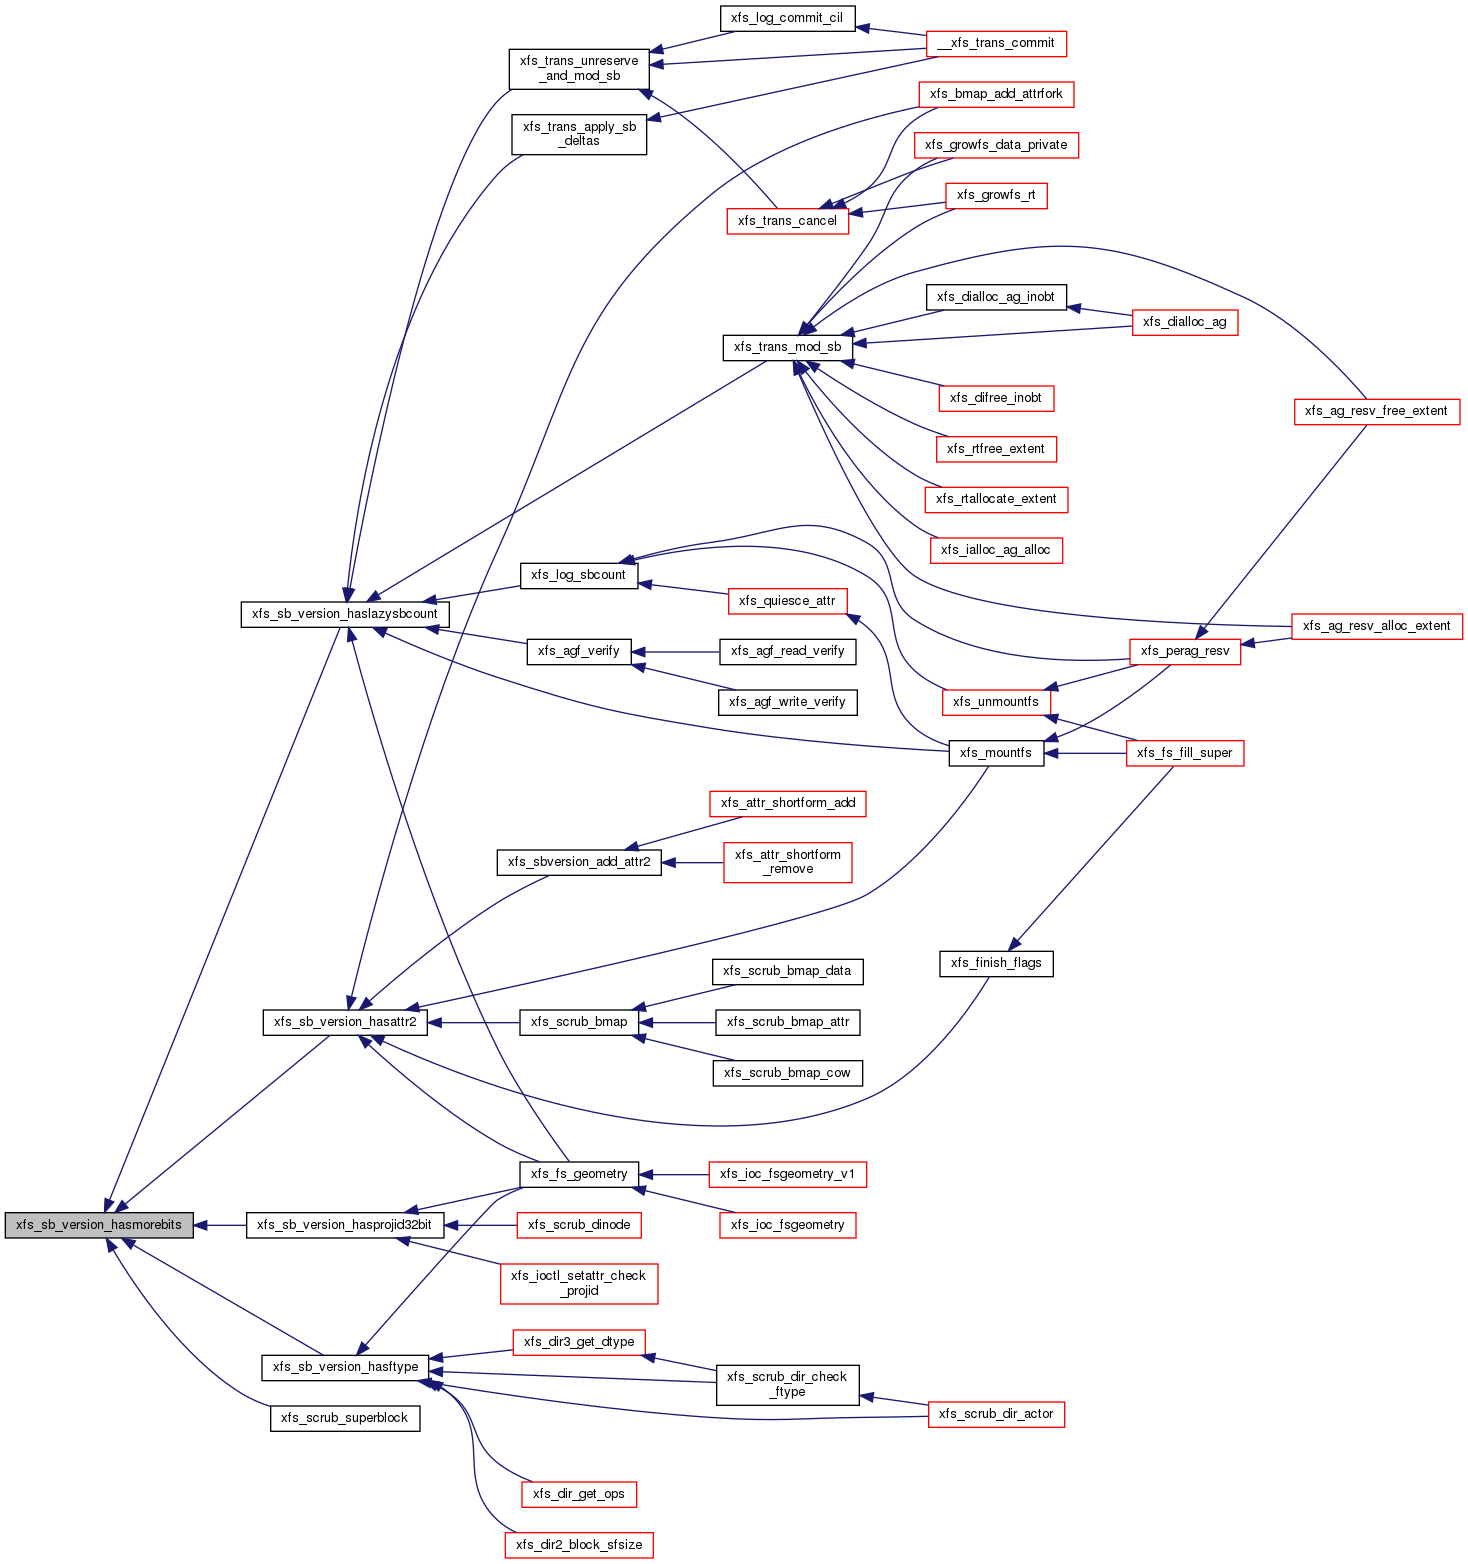 xfs_log_commit_cil
__xfs_trans_commit
xfs_trans_unreserve
_and_mod_sb
xfs_bmap_add_attrfork
xfs_trans_apply_sb
_deltas
xfs_growfs_data_private
xfs_growfs_rt
xfs_trans_cancel
xfs_dialloc_ag_inobt
xfs_dialloc_ag
xfs_trans_mod_sb
xfs_difree_inobt
xfs_ag_resv_free_extent
xfs_rtfree_extent
xfs_rtallocate_extent
xfs_ialloc_ag_alloc
xfs_log_sbcount
xfs_quiesce_attr
xfs_sb_version_haslazysbcount
xfs_ag_resv_alloc_extent
xfs_agf_verify
xfs_agf_read_verify
xfs_perag_resv
xfs_agf_write_verify
xfs_unmountfs
xfs_mountfs
xfs_fs_fill_super
xfs_attr_shortform_add
xfs_sbversion_add_attr2
xfs_attr_shortform
_remove
xfs_finish_flags
xfs_scrub_bmap_data
xfs_sb_version_hasattr2
xfs_scrub_bmap
xfs_scrub_bmap_attr
xfs_scrub_bmap_cow
xfs_fs_geometry
xfs_ioc_fsgeometry_v1
xfs_sb_version_hasmorebits
xfs_sb_version_hasprojid32bit
xfs_scrub_dinode
xfs_ioc_fsgeometry
xfs_ioctl_setattr_check
_projid
xfs_dir3_get_dtype
xfs_sb_version_hasftype
xfs_scrub_dir_check
_ftype
xfs_scrub_superblock
xfs_scrub_dir_actor
xfs_dir_get_ops
xfs_dir2_block_sfsize